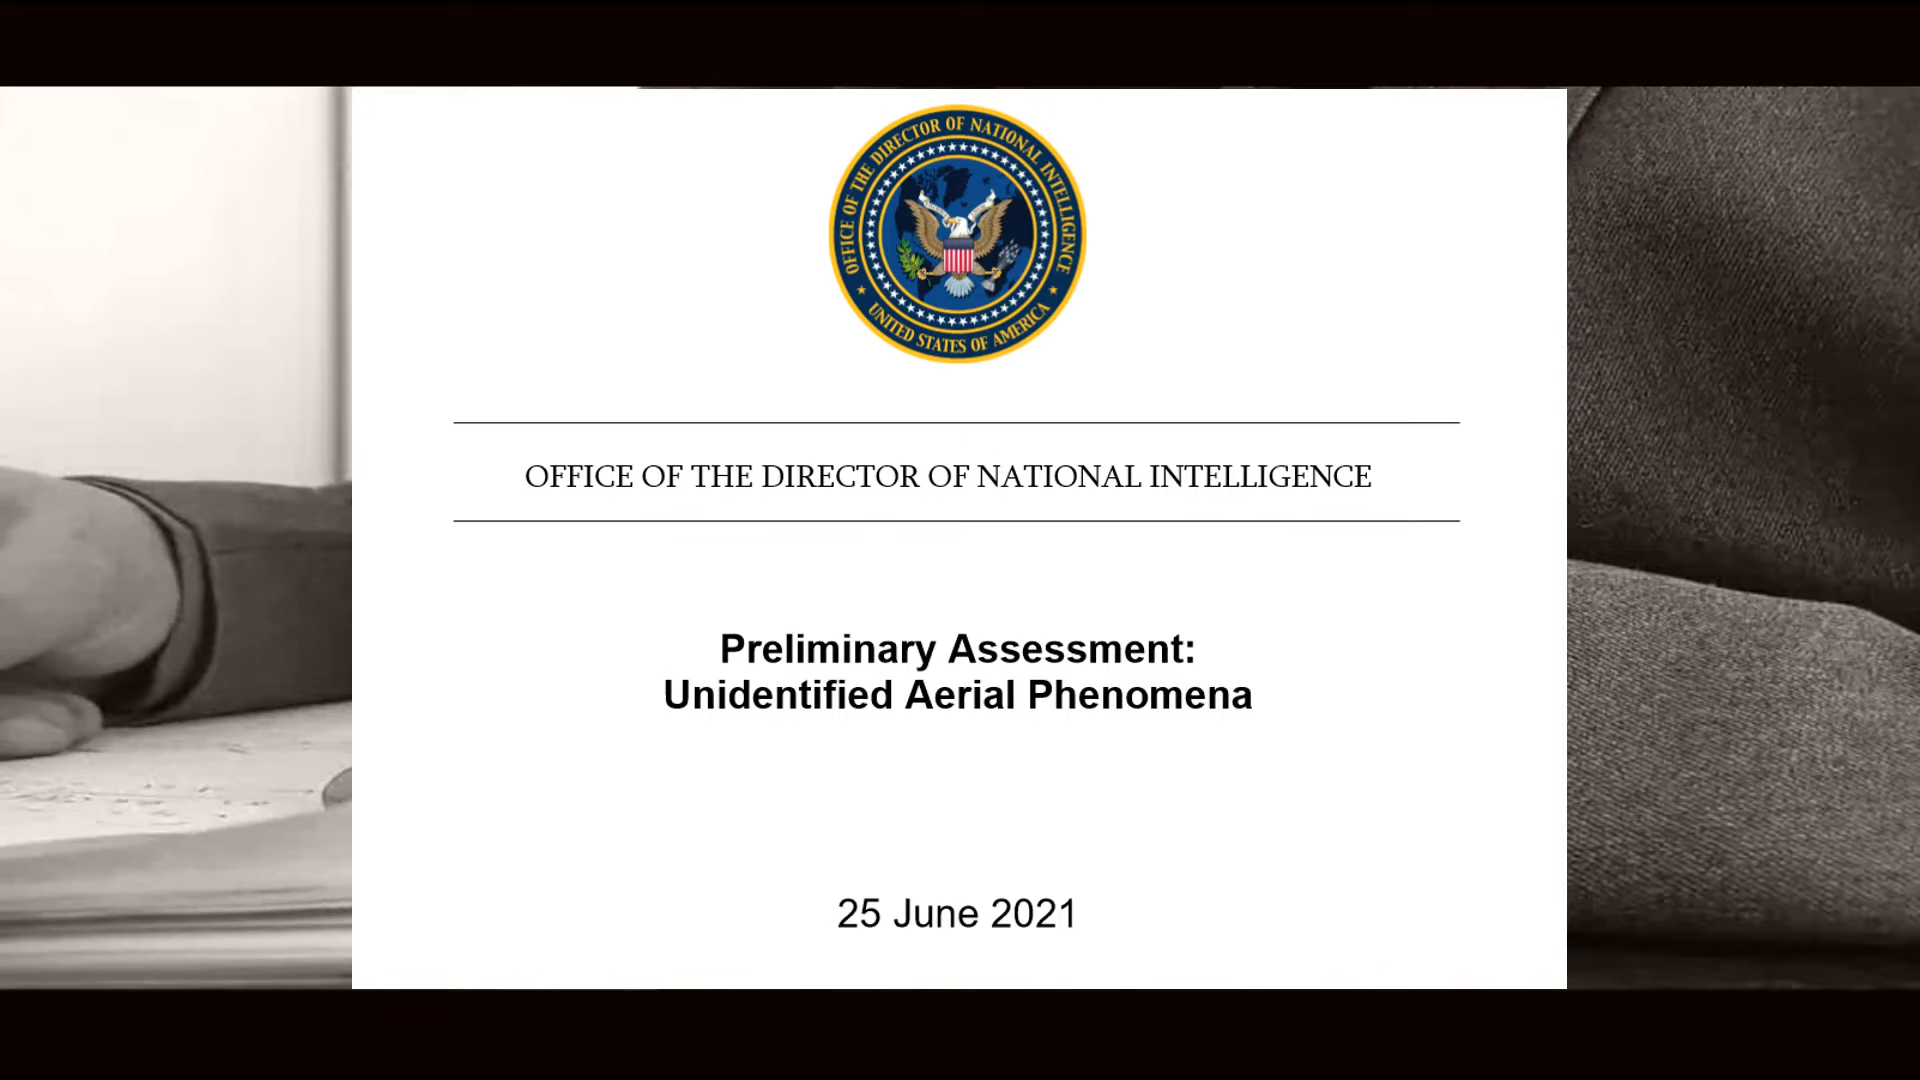 OFFICE OF THE DIRECTOR OF NATIONAL INTELLIGENCE
UNITED STATES OF AMERICA
OFFICE OF THE DIRECTOR OF NATIONAL INTELLIGENCE
Preliminary Assessment:
Unidentified Aerial Phenomena
25 June 2021